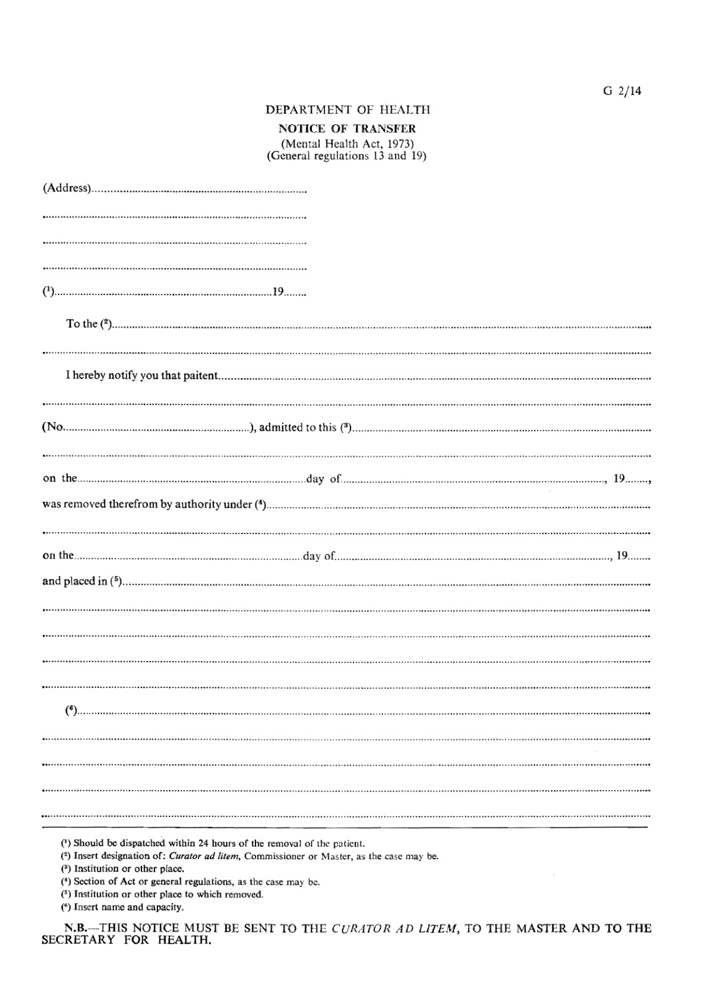 G 2/14
DEPARTMENT OF HEALTH
NOTICE OF TRANSFER
(Mental Health Act, 1973)
(General regulations 13 and 19)
(Address)....................
....................
....................
....................
(¹)....................19........
To the (²)....................
....................
I hereby notify you that paitent....................
....................
(No....................), admitted to this (³)....................
....................
on the....................day of...................., 19........,
was removed therefrom by authority under (⁴)....................
....................
on the....................day of...................., 19........
and placed in (⁵)....................
....................
....................
....................
....................
(⁶)....................
....................
....................
....................
....................
(¹) Should be dispatched within 24 hours of the removal of the patient.
(²) Insert designation of: Curator ad litem, Commissioner or Master, as the case may be.
(³) Institution or other place.
(⁴) Section of Act or general regulations, as the case may be.
(⁵) Institution or other place to which removed.
(⁶) Insert name and capacity.
N.B.—THIS NOTICE MUST BE SENT TO THE CURATOR AD LITEM, TO THE MASTER AND TO THE
SECRETARY FOR HEALTH.